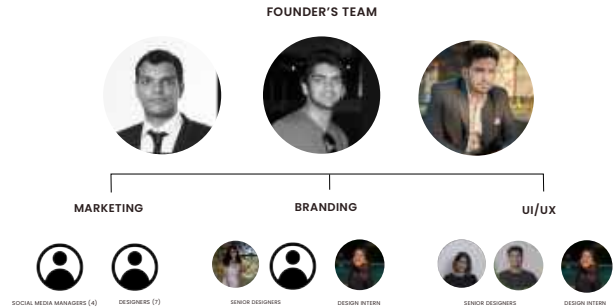 FOUNDER'S TEAM
MARKETING
BRANDING
UI/UX
SOCIAL MEDIA MANAGERS (4)
DESIGNERS (7)
SENIOR DESIGNERS
DESIGN INTERN
SENIOR DESIGNERS
DESIGN INTERN